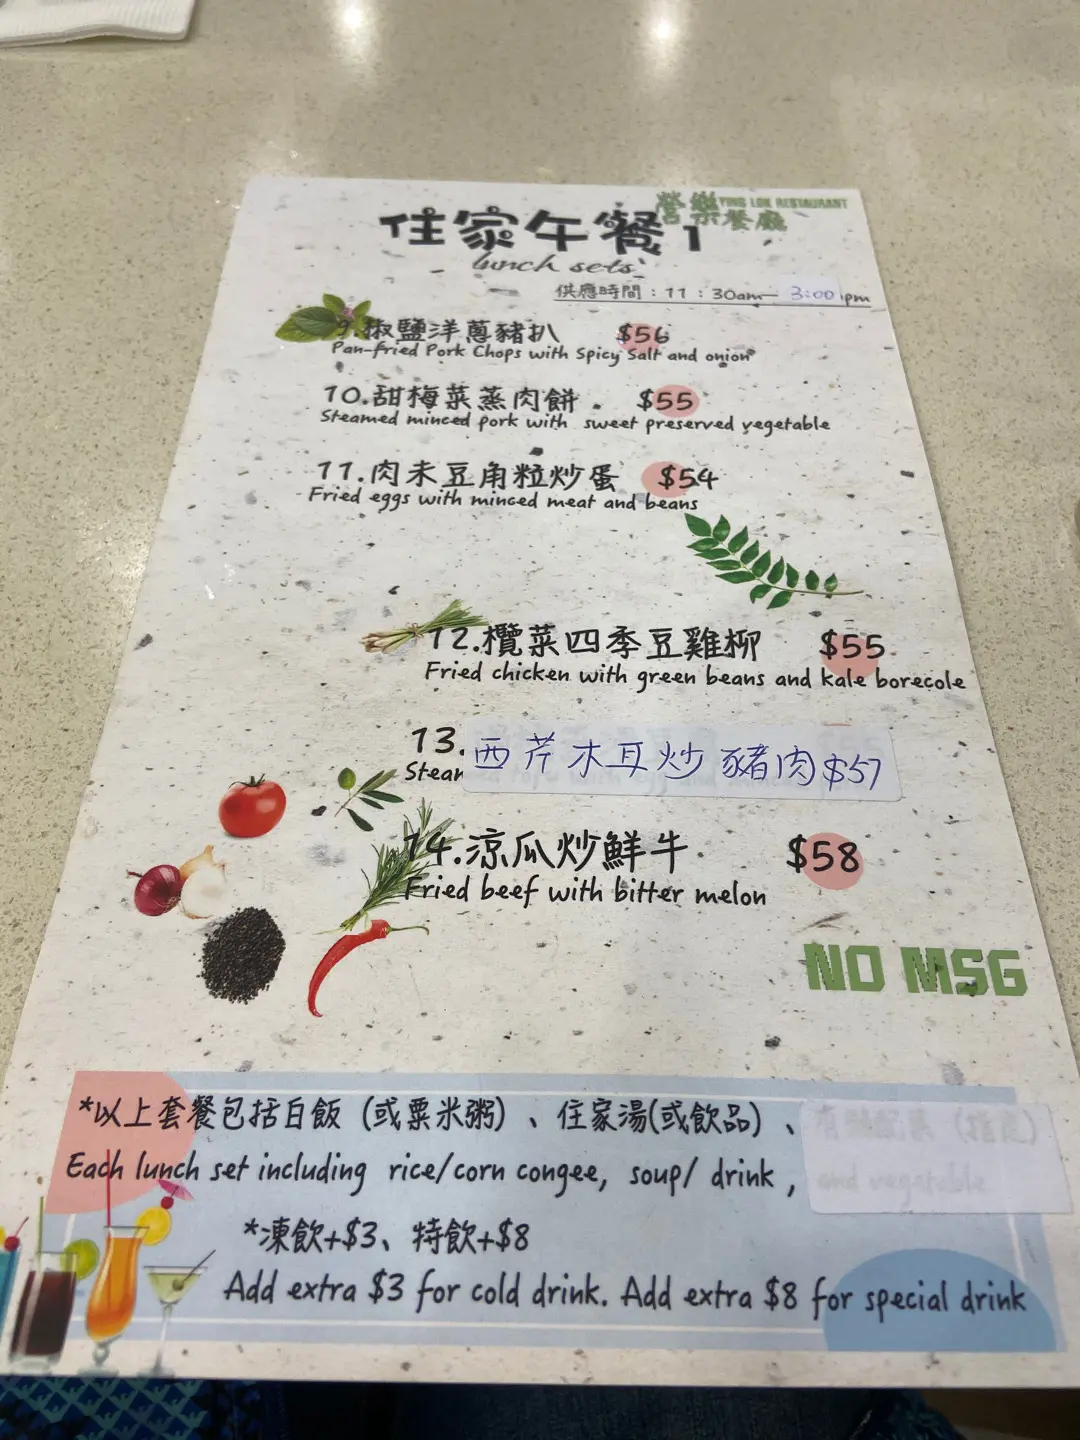 營樂餐廳 YING LOK RESTAURANT
住家午餐1
lunch sets
供應時間：11：30am— 3:00 pm
9.椒鹽洋蔥豬扒 $56
Pan-fried Pork Chops with Spicy Salt and onion
10.甜梅菜蒸肉餅. $55
Steamed minced pork with sweet preserved vegetable
11.肉未豆角粒炒蛋 $54
Fried eggs with minced meat and beans
12.欖菜四季豆雞柳 $55
Fried chicken with green beans and kale borecole
13.西芹木耳炒豬肉$57
Steam
14.涼瓜炒鮮牛 $58
Fried beef with bitter melon
NO MSG
*以上套餐包括白飯（或粟米粥）、住家湯(或飲品)、
Each lunch set including rice/corn congee, soup/ drink, and vegetable
*凍飲+$3、特飲+$8
Add extra $3 for cold drink. Add extra $8 for special drink